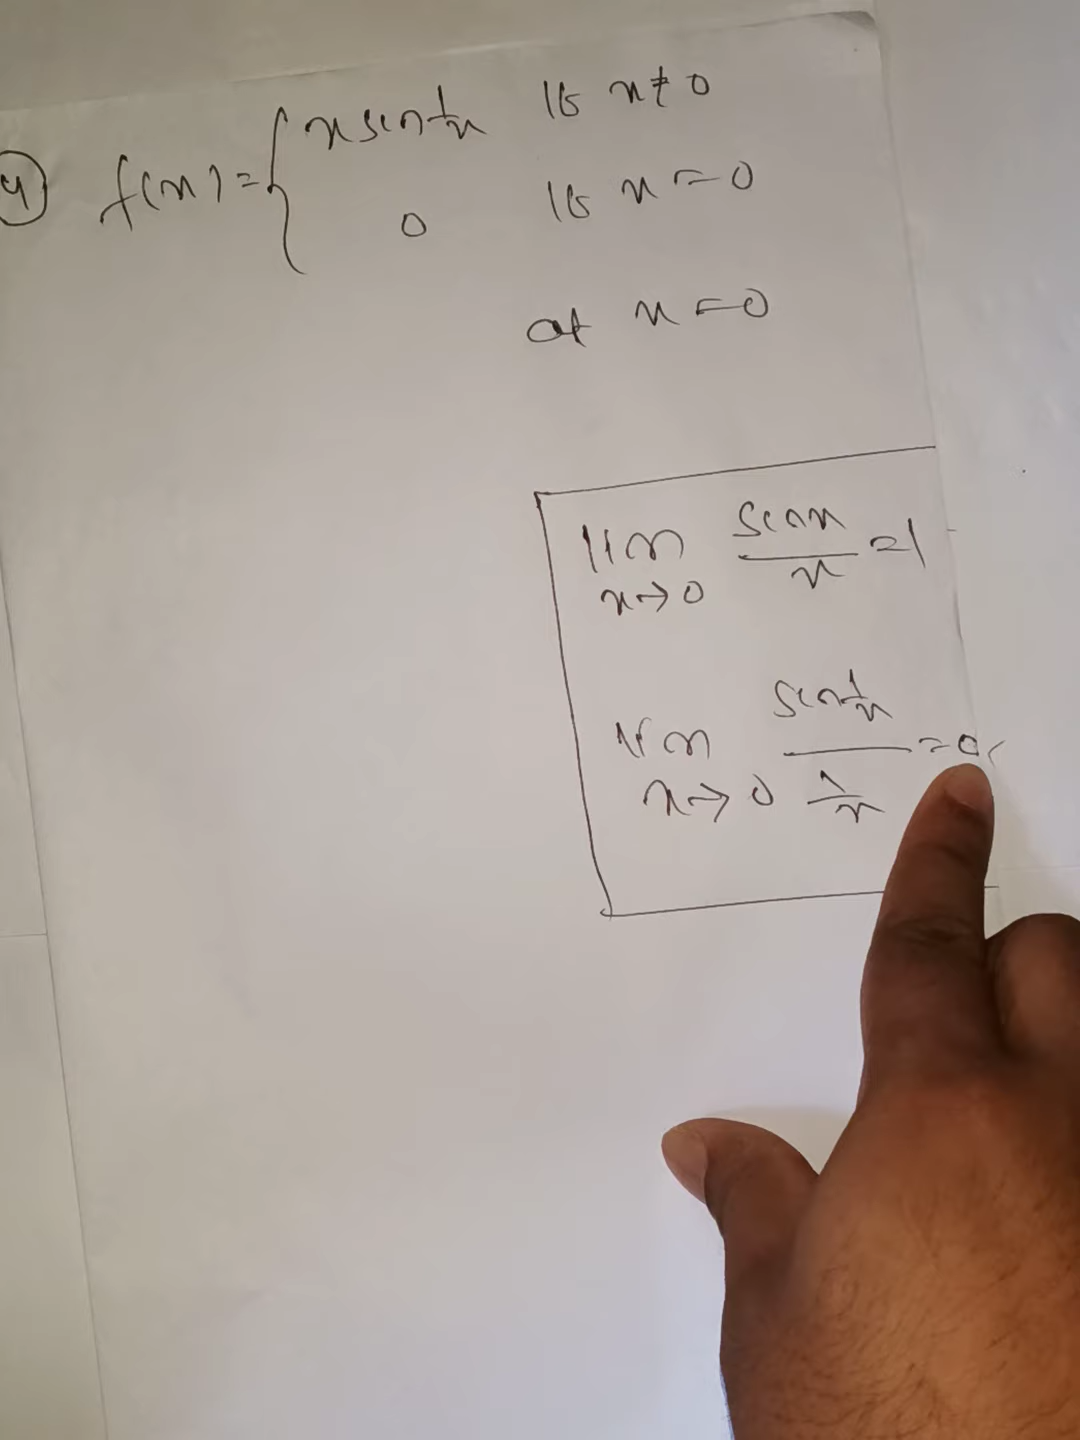 ④ f(x) = { x sin 1/x if x ≠ 0
0 if x = 0
at x = 0
lim x→0 sin x / x = 1
lim x→0 sin 1/x / 1/x = 0